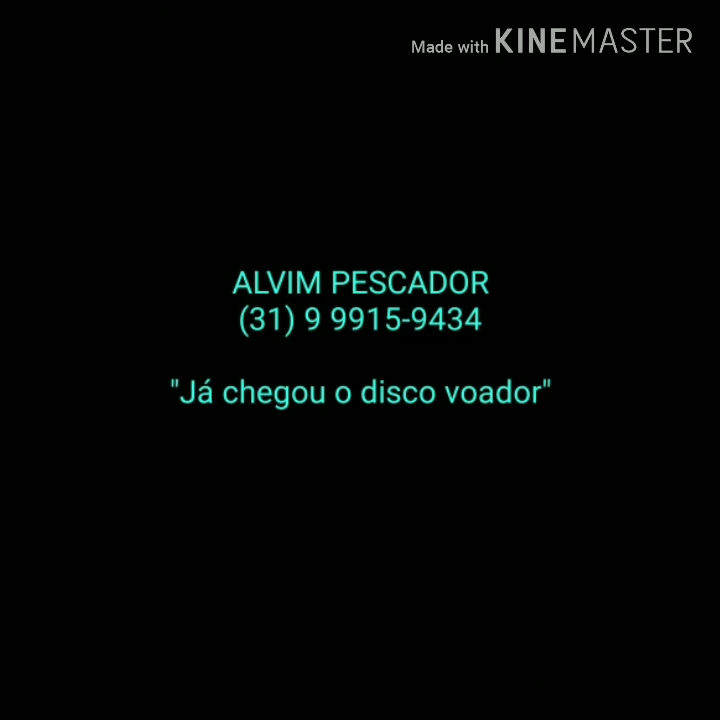 Made with KINEMASTER
ALVIM PESCADOR
(31) 9 9915-9434
"Já chegou o disco voador"